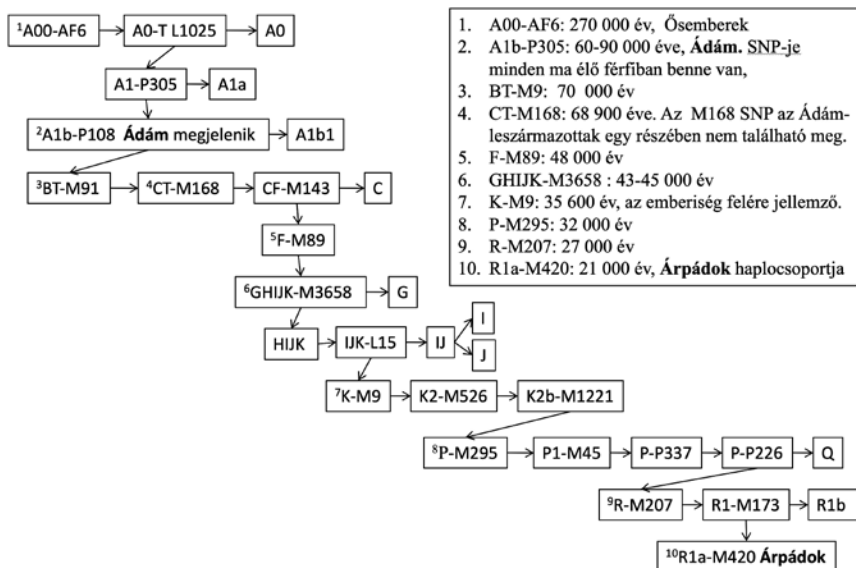 ¹A00-AF6 A0-T L1025 A0
A1-P305 A1a
²A1b-P108 Ádám megjelenik A1b1
³BT-M91 ⁴CT-M168 CF-M143 C
⁵F-M89
⁶GHIJK-M3658 G
HIJK IJK-L15 IJ I
J
⁷K-M9 K2-M526 K2b-M1221
⁸P-M295 P1-M45 P-P337 P-P226 Q
⁹R-M207 R1-M173 R1b
¹⁰R1a-M420 Árpádok
1. A00-AF6: 270 000 év, Ősemberek
2. A1b-P305: 60-90 000 éve, Ádám. SNP-je
minden ma élő férfiban benne van,
3. BT-M9: 70 000 év
4. CT-M168: 68 900 éve. Az M168 SNP az Ádám-
leszármazottak egy részében nem található meg.
5. F-M89: 48 000 év
6. GHIJK-M3658 : 43-45 000 év
7. K-M9: 35 600 év, az emberiség felére jellemző.
8. P-M295: 32 000 év
9. R-M207: 27 000 év
10. R1a-M420: 21 000 év, Árpádok haplocsoportja